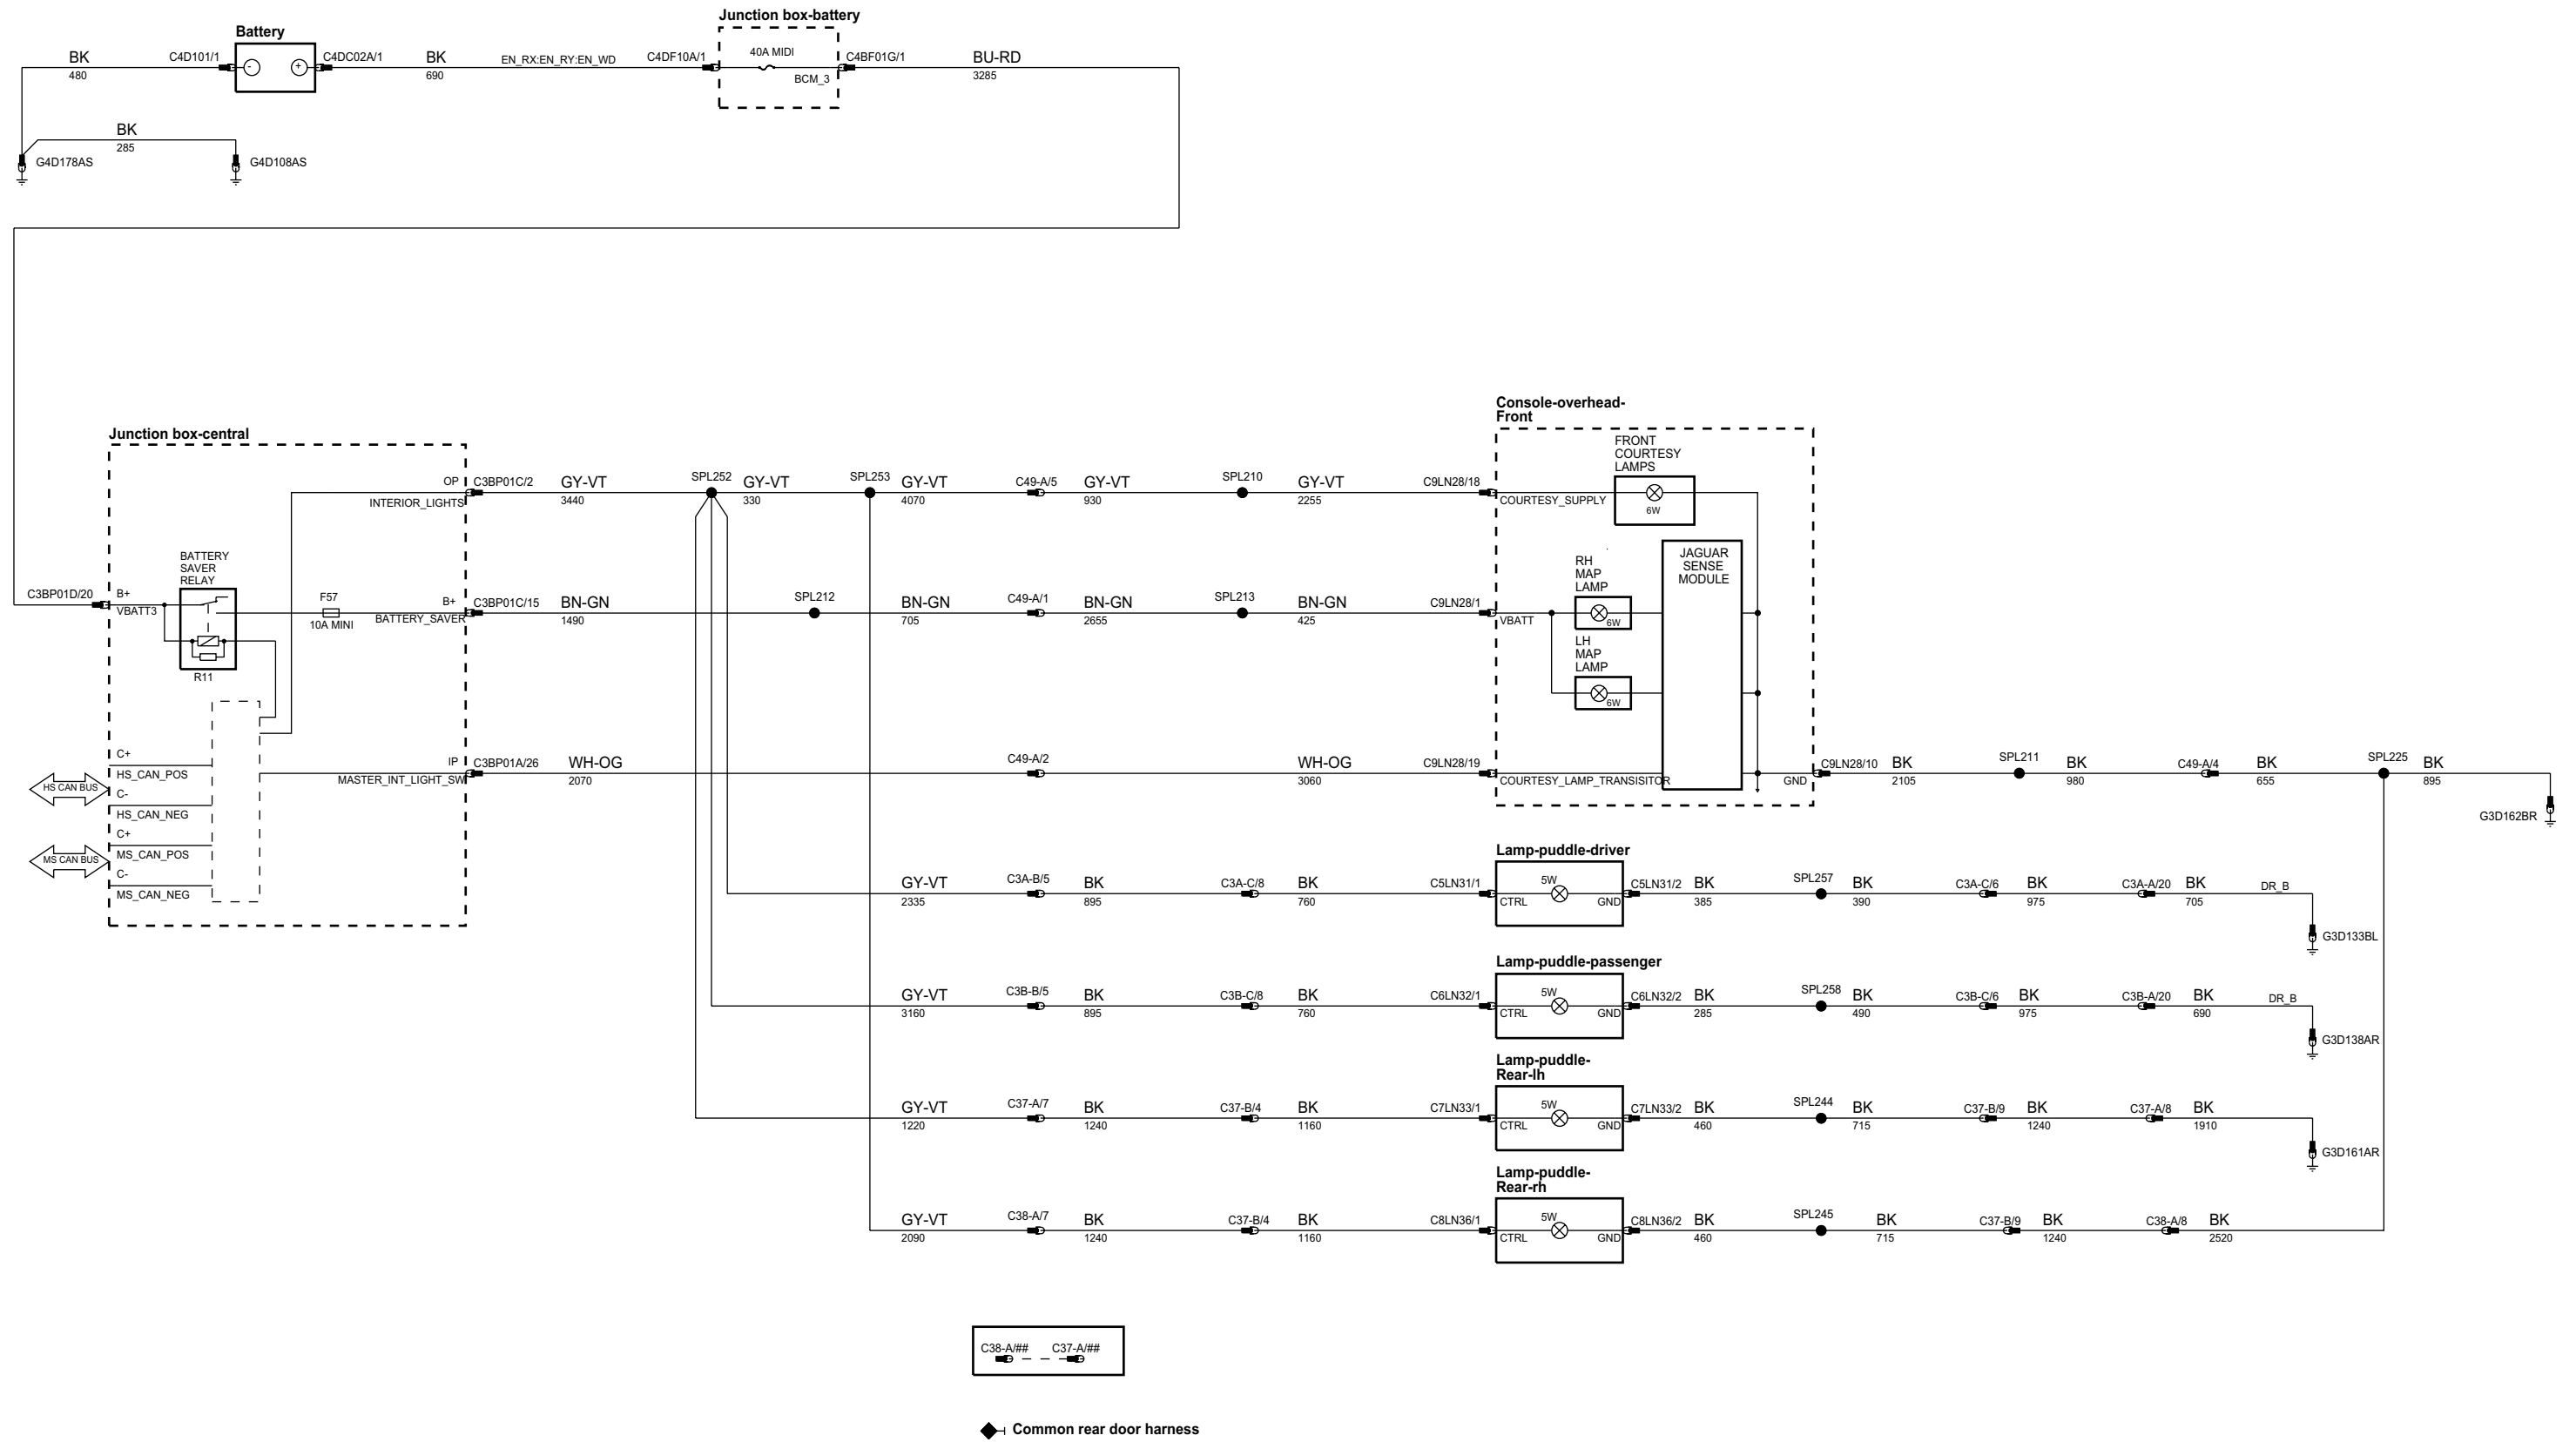 Junction box-battery
Battery
BK
480
C4D101/1
-
+
C4DC02A/1
BK
690
EN_RX:EN_RY:EN_WD
C4DF10A/1
40A MIDI
BCM_3
C4BF01G/1
BU-RD
3285
BK
285
G4D178AS
G4D108AS
Console-overhead-
Front
Junction box-central
FRONT
COURTESY
LAMPS
6W
OP
INTERIOR_LIGHTS
C3BP01C/2
GY-VT
3440
SPL252
GY-VT
330
SPL253
GY-VT
4070
C49-A/5
GY-VT
930
SPL210
GY-VT
2255
C9LN28/18
COURTESY_SUPPLY
BATTERY
SAVER
RELAY
R11
C3BP01D/20
B+
VBATT3
F57
10A MINI
B+
BATTERY_SAVER
C3BP01C/15
BN-GN
1490
SPL212
BN-GN
705
C49-A/1
BN-GN
2655
SPL213
BN-GN
425
C9LN28/1
VBATT
RH
MAP
LAMP
6W
LH
MAP
LAMP
6W
JAGUAR
SENSE
MODULE
C+
HS_CAN_POS
HS CAN BUS
C-
HS_CAN_NEG
C+
MS_CAN_POS
MS CAN BUS
C-
MS_CAN_NEG
IP
MASTER_INT_LIGHT_SW
C3BP01A/26
WH-OG
2070
C49-A/2
WH-OG
3060
C9LN28/19
COURTESY_LAMP_TRANSISITOR
GND
C9LN28/10
BK
2105
SPL211
BK
980
C49-A/4
BK
655
SPL225
BK
895
G3D162BR
Lamp-puddle-driver
GY-VT
2335
C3A-B/5
BK
895
C3A-C/8
BK
760
C5LN31/1
CTRL
5W
GND
C5LN31/2
BK
385
SPL257
BK
390
C3A-C/6
BK
975
C3A-A/20
BK
705
DR_B
G3D133BL
Lamp-puddle-passenger
GY-VT
3160
C3B-B/5
BK
895
C3B-C/8
BK
760
C6LN32/1
CTRL
5W
GND
C6LN32/2
BK
285
SPL258
BK
490
C3B-C/6
BK
975
C3B-A/20
BK
690
DR_B
G3D138AR
Lamp-puddle-
Rear-lh
GY-VT
1220
C37-A/7
BK
1240
C37-B/4
BK
1160
C7LN33/1
CTRL
5W
GND
C7LN33/2
BK
460
SPL244
BK
715
C37-B/9
BK
1240
C37-A/8
BK
1910
G3D161AR
Lamp-puddle-
Rear-rh
GY-VT
2090
C38-A/7
BK
1240
C37-B/4
BK
1160
C8LN36/1
CTRL
5W
GND
C8LN36/2
BK
460
SPL245
BK
715
C37-B/9
BK
1240
C38-A/8
BK
2520
C38-A/## C37-A/##
Common rear door harness